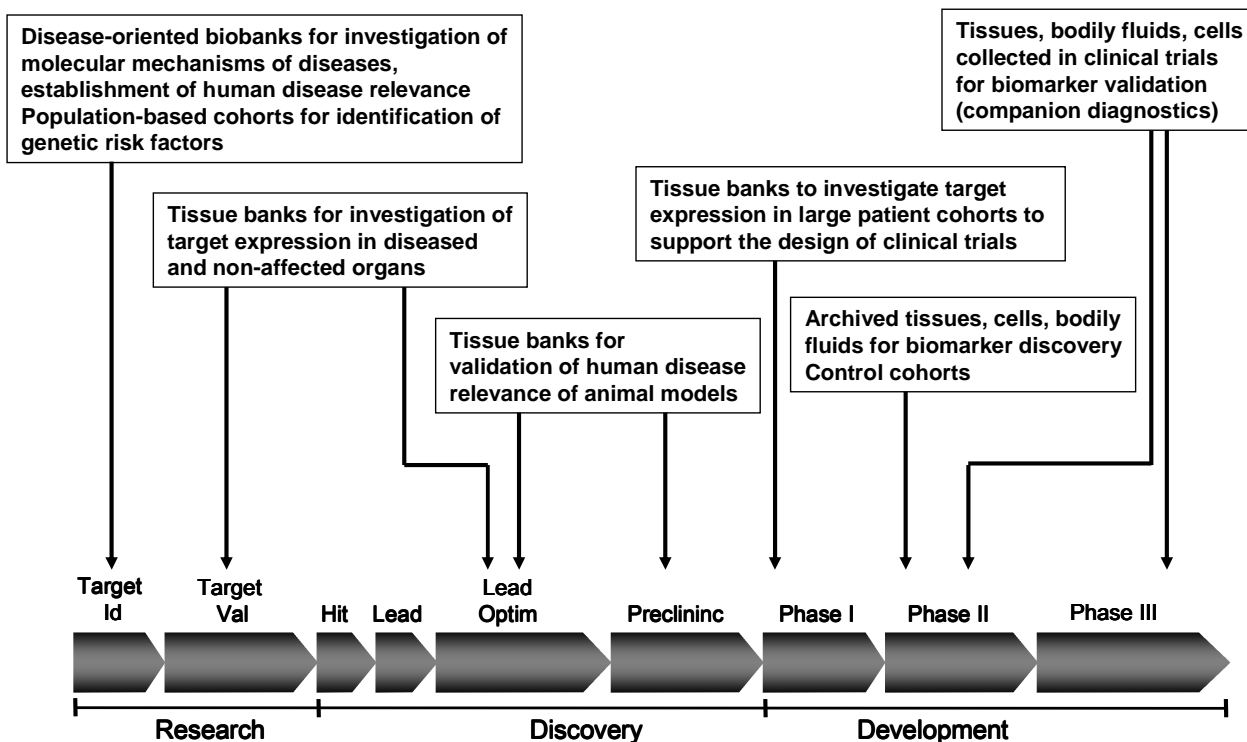 Disease-oriented biobanks for investigation of
molecular mechanisms of diseases,
establishment of human disease relevance
Population-based cohorts for identification of
genetic risk factors
Tissues, bodily fluids, cells
collected in clinical trials
for biomarker validation
(companion diagnostics)
Tissue banks for investigation of
target expression in diseased
and non-affected organs
Tissue banks to investigate target
expression in large patient cohorts to
support the design of clinical trials
Tissue banks for
validation of human disease
relevance of animal models
Archived tissues, cells, bodily
fluids for biomarker discovery
Control cohorts
Target
Id
Target
Val
Hit
Lead
Lead
Optim
Preclininc
Phase I
Phase II
Phase III
Research
Discovery
Development